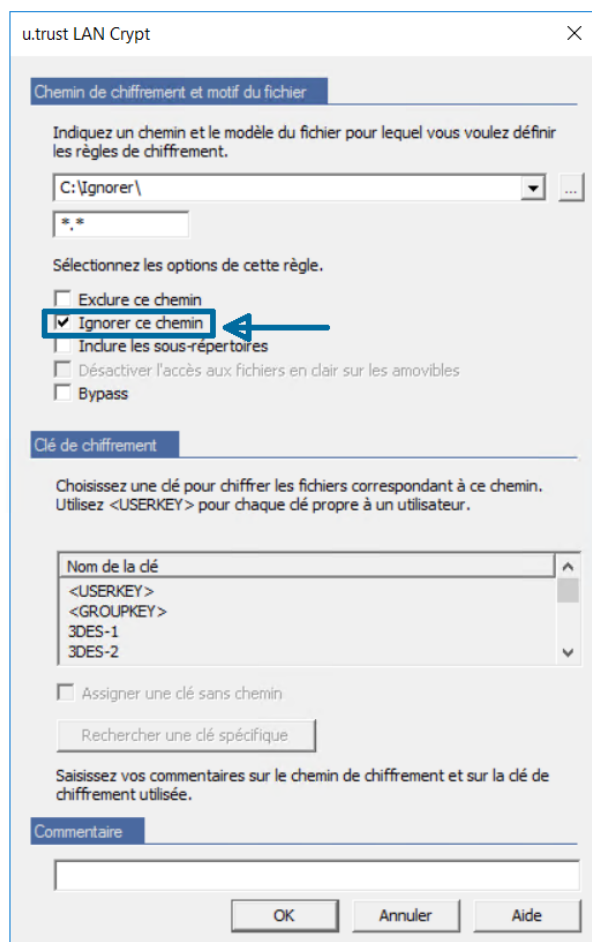 u.trust LAN Crypt
Chemin de chiffrement et motif du fichier
Indiquez un chemin et le modèle du fichier pour lequel vous voulez définir
les règles de chiffrement.
C:\Ignorer\
...
*.*
Sélectionnez les options de cette règle.
Exclure ce chemin
Ignorer ce chemin
Inclure les sous-répertoires
Désactiver l'accès aux fichiers en clair sur les amovibles
Bypass
Clé de chiffrement
Choisissez une clé pour chiffrer les fichiers correspondant à ce chemin.
Utilisez <USERKEY> pour chaque clé propre à un utilisateur.
Nom de la clé
<USERKEY>
<GROUPKEY>
3DES-1
3DES-2
Assigner une clé sans chemin
Rechercher une clé spécifique
Saisissez vos commentaires sur le chemin de chiffrement et sur la clé de
chiffrement utilisée.
Commentaire
OK Annuler Aide